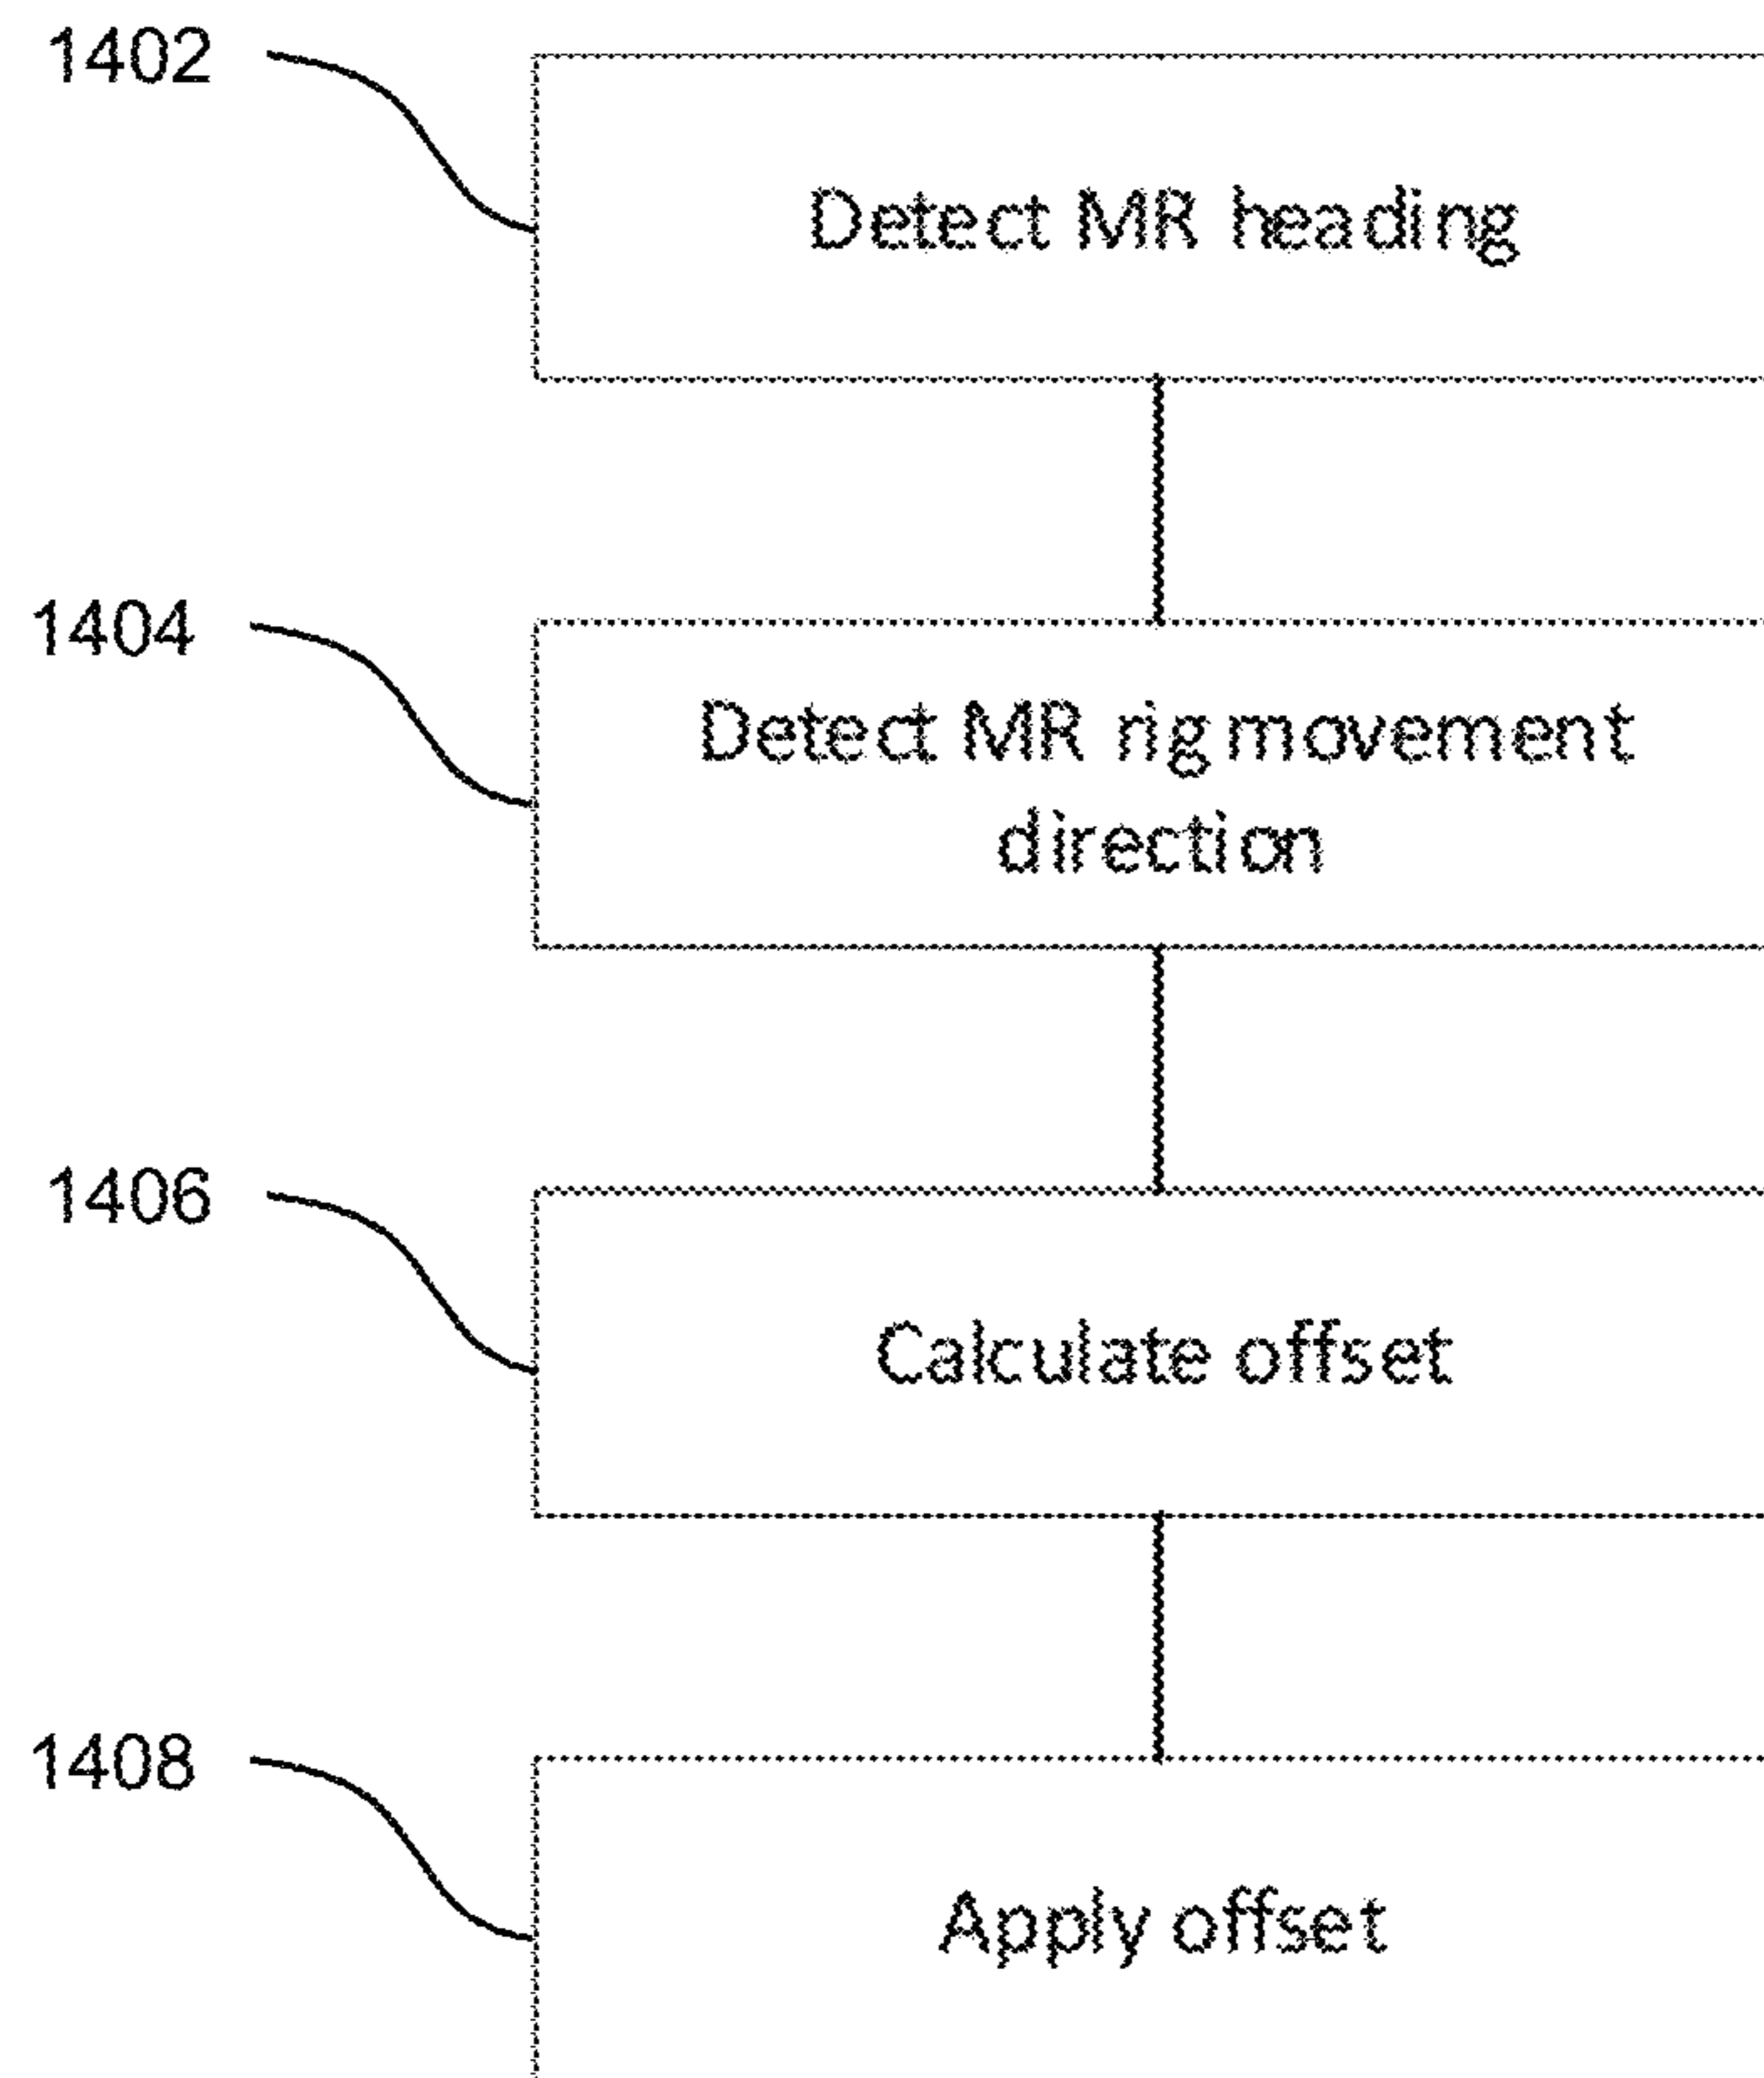 1402
Detect MR heading
1404
Detect MR rig movement
direction
1406
Calculate offset
1408
Apply offset